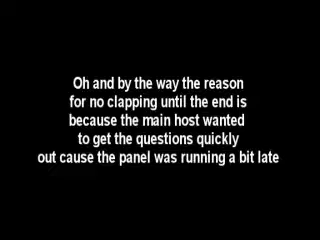 Oh and by the way the reason
for no clapping until the end is
because the main host wanted
to get the questions quickly
out cause the panel was running a bit late